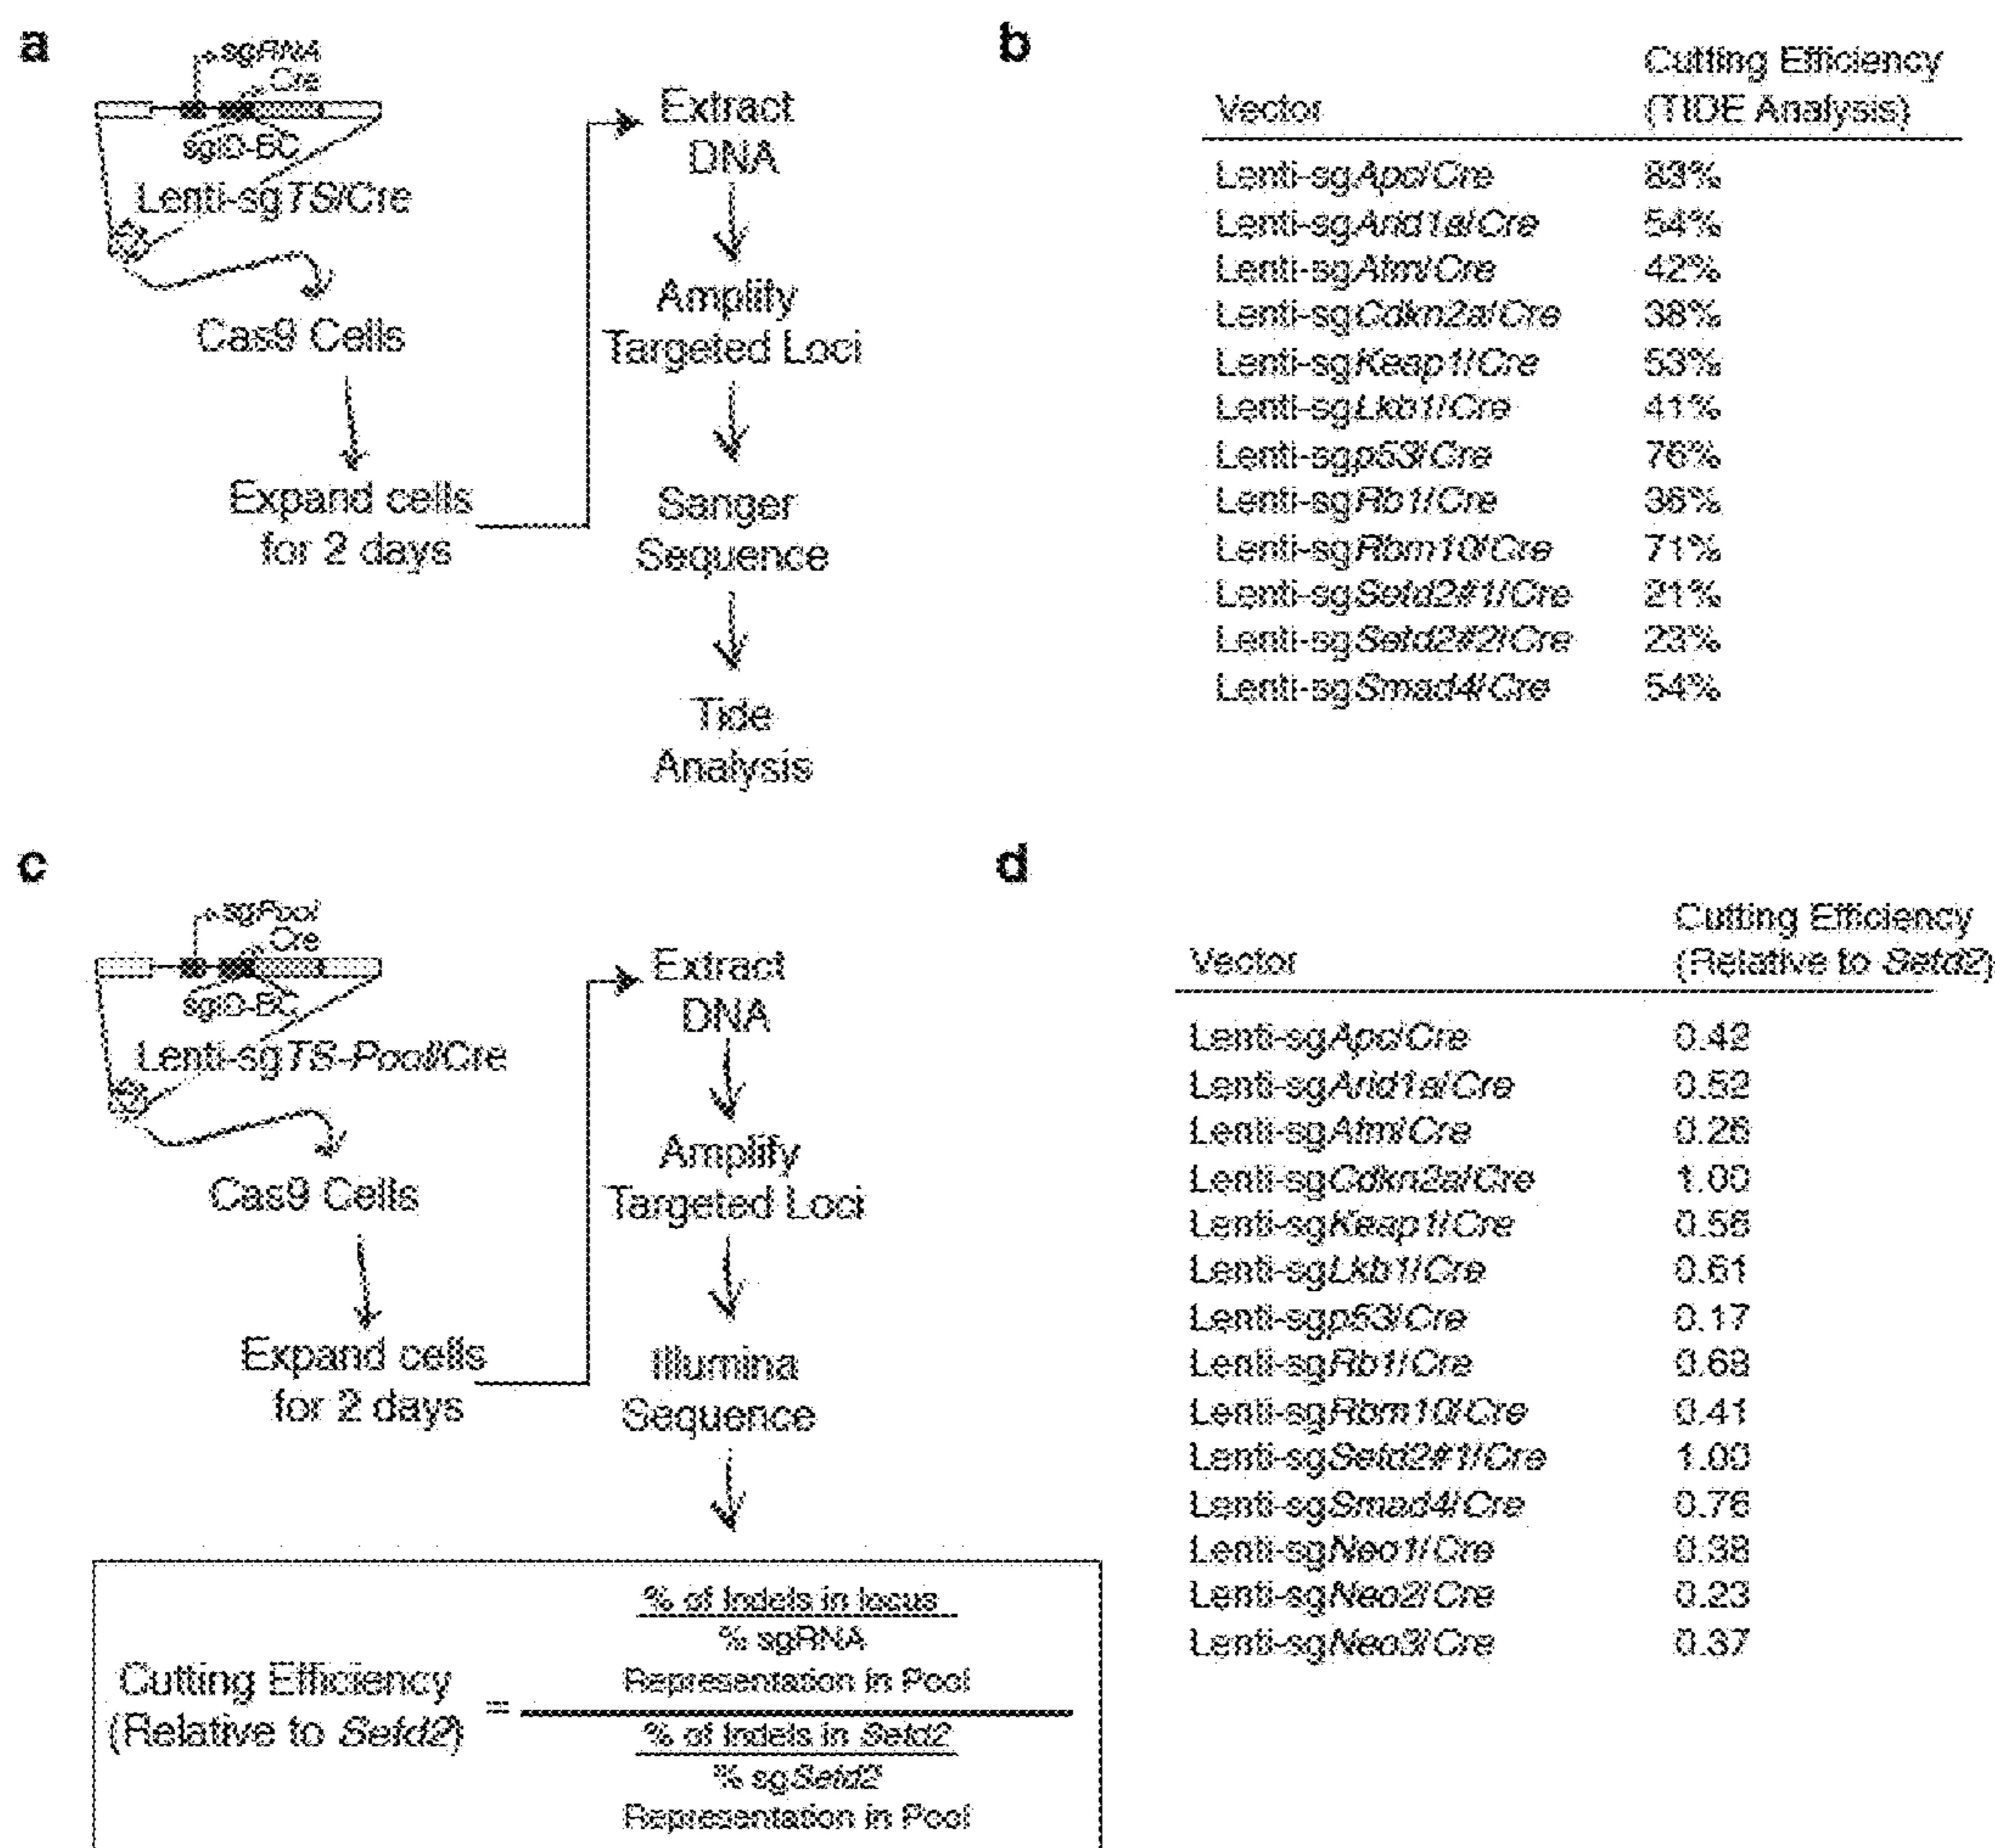 a
sgRNA
Cre
sgID-BC
Lenti-sgTS/Cre
Cas9 Cells
Expand cells
for 2 days
Extract
DNA
Amplify
Targeted Loci
Sanger
Sequence
Tide
Analysis
b
Vector
Cutting Efficiency
(TIDE Analysis)
Lenti-sgApc/Cre 83%
Lenti-sgArid1a/Cre 54%
Lenti-sgAtm/Cre 42%
Lenti-sgCdkn2a/Cre 38%
Lenti-sgKeap1/Cre 53%
Lenti-sgLkb1/Cre 41%
Lenti-sgp53/Cre 76%
Lenti-sgRb1/Cre 36%
Lenti-sgRbm10/Cre 71%
Lenti-sgSetd2#1/Cre 21%
Lenti-sgSetd2#2/Cre 23%
Lenti-sgSmad4/Cre 54%
c
sgPool
Cre
sgID-BC
Lenti-sgTS-Pool/Cre
Cas9 Cells
Expand cells
for 2 days
Extract
DNA
Amplify
Targeted Loci
Illumina
Sequence
Cutting Efficiency
(Relative to Setd2)
=
% of Indels in locus
% sgRNA
Representation in Pool
% of Indels in Setd2
% sgSetd2
Representation in Pool
d
Vector
Cutting Efficiency
(Relative to Setd2)
Lenti-sgApc/Cre 0.42
Lenti-sgArid1a/Cre 0.52
Lenti-sgAtm/Cre 0.26
Lenti-sgCdkn2a/Cre 1.00
Lenti-sgKeap1/Cre 0.56
Lenti-sgLkb1/Cre 0.61
Lenti-sgp53/Cre 0.17
Lenti-sgRb1/Cre
Lenti-sgRbm10/Cre 0.41
Lenti-sgSetd2#1/Cre 1.00
Lenti-sgSmad4/Cre 0.76
Lenti-sgNeo1/Cre 0.38
Lenti-sgNeo2/Cre 0.23
Lenti-sgNeo3/Cre 0.37